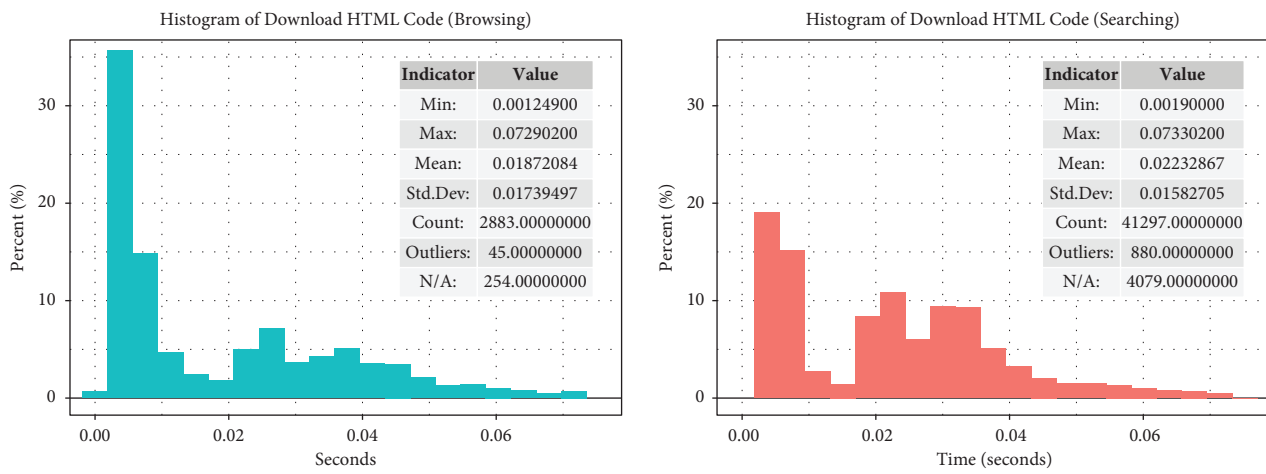 Histogram of Download HTML Code (Browsing)
Percent (%)
30
20
10
0
Indicator Value
Min: 0.00124900
Max: 0.07290200
Mean: 0.01872084
Std.Dev: 0.01739497
Count: 2883.00000000
Outliers: 45.00000000
N/A: 254.00000000
0.00 0.02 0.04 0.06
Seconds
Histogram of Download HTML Code (Searching)
Percent (%)
30
20
10
0
Indicator Value
Min: 0.00190000
Max: 0.07330200
Mean: 0.02232867
Std.Dev: 0.01582705
Count: 41297.00000000
Outliers: 880.00000000
N/A: 4079.00000000
0.00 0.02 0.04 0.06
Time (seconds)